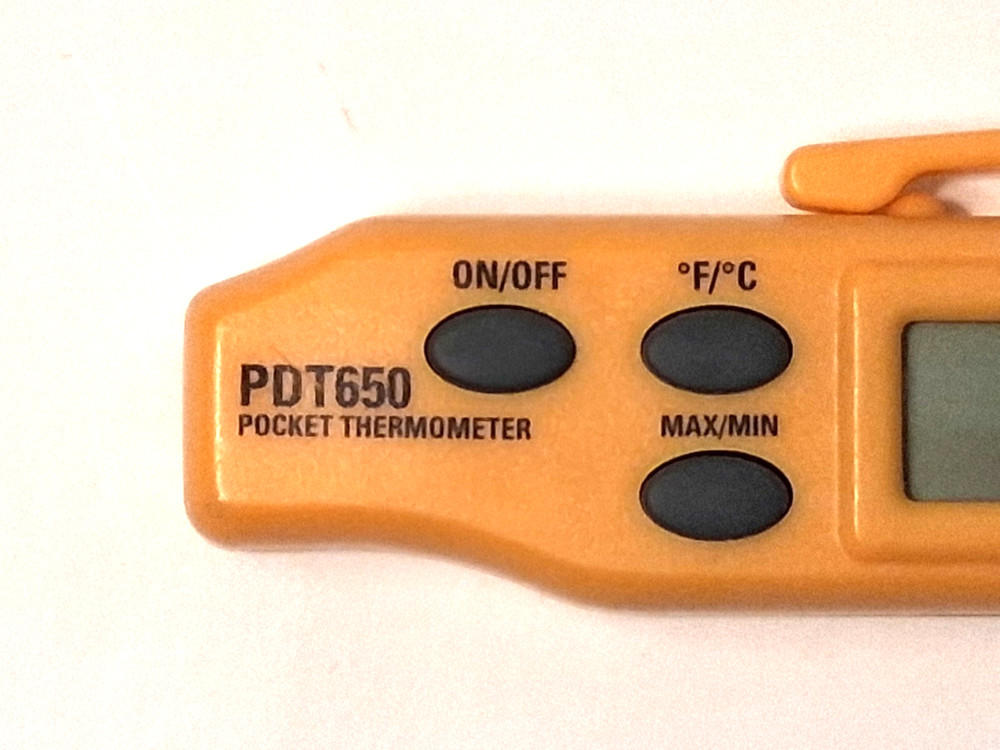 ON/OFF °F/°C
PDT650
POCKET THERMOMETER
MAX/MIN